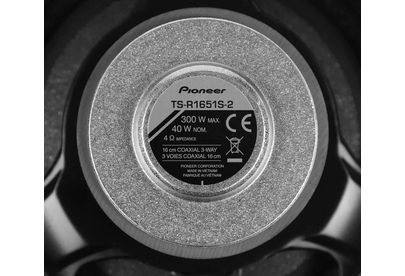 Pioneer
TS-R1651S-2
300 W MAX.
40 W NOM.
4 Ω IMPEDANCE
CE
16 cm COAXIAL 3-WAY
3 VOIES COAXIAL 16 cm
PIONEER CORPORATION
MADE IN VIETNAM
FABRIQUÉ AU VIÊTNAM